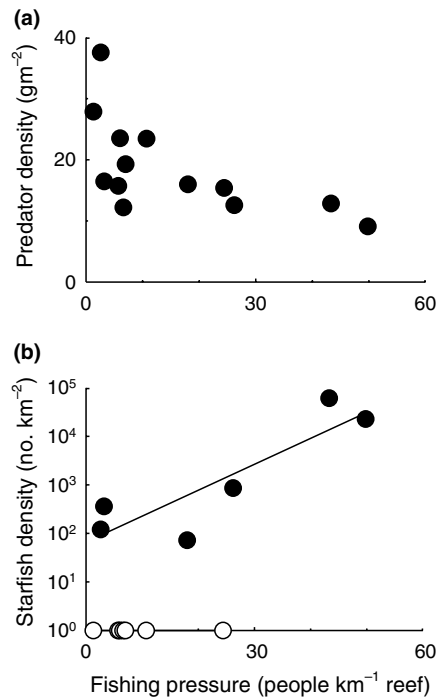 (a)
Predator density (gm⁻²)
40
20
0
0 30 60
(b)
Starfish density (no. km⁻²)
10⁵
10⁴
10³
10²
10¹
10⁰
0 30 60
Fishing pressure (people km⁻¹ reef)